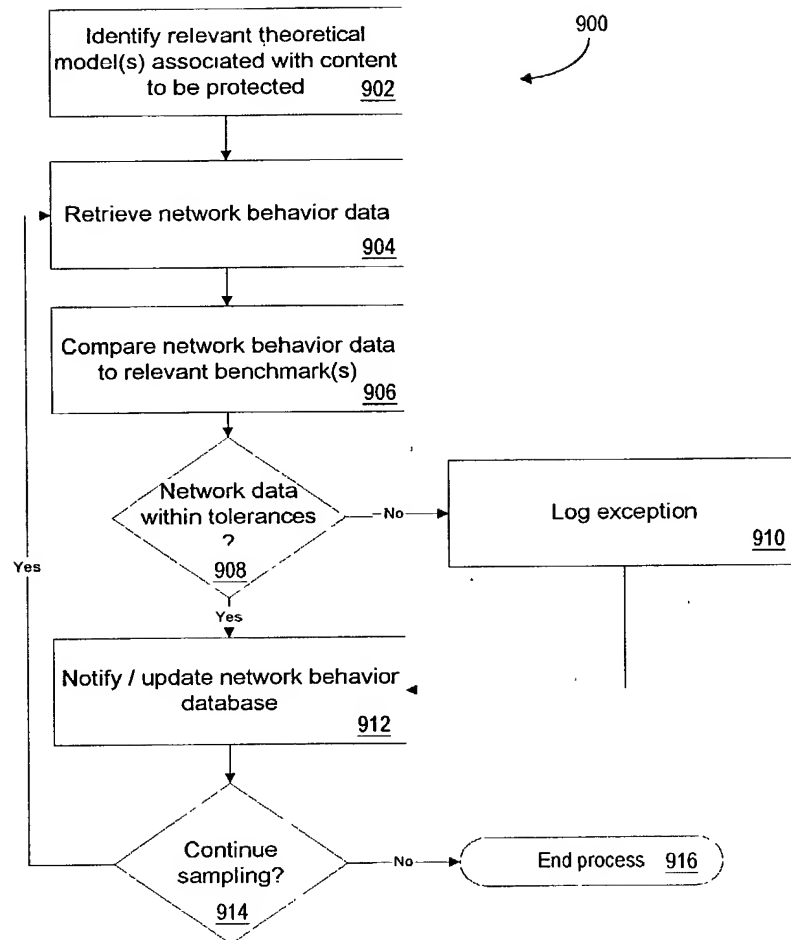 Identify relevant theoretical
model(s) associated with content
to be protected
902
900
Retrieve network behavior data
904
Compare network behavior data
to relevant benchmark(s)
906
Network data
within tolerances
?
908
No
Log exception
910
Yes
Yes
Notify / update network behavior
database
912
Continue
sampling?
914
No
End process
916